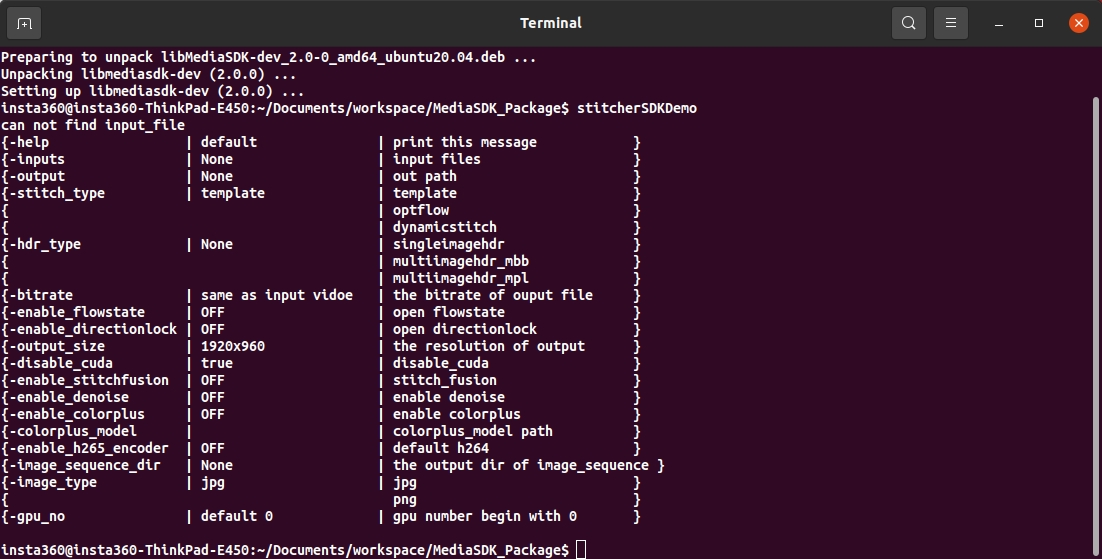 Terminal
Preparing to unpack libMediaSDK-dev_2.0-0_amd64_ubuntu20.04.deb ...
Unpacking libmediasdk-dev (2.0.0) ...
Setting up libmediasdk-dev (2.0.0) ...
insta360@insta360-ThinkPad-E450:~/Documents/workspace/MediaSDK_Package$ stitcherSDKDemo
can not find input_file
{-help                 | default               | print this message            }
{-inputs               | None                  | input files                   }
{-output               | None                  | out path                      }
{-stitch_type          | template              | template                      }
{                                              | optflow                       }
{                                              | dynamicstitch                 }
{-hdr_type             | None                  | singleimagehdr                }
{                                              | multiimagehdr_mbb             }
{                                              | multiimagehdr_mpl             }
{-bitrate              | same as input vidoe   | the bitrate of ouput file     }
{-enable_flowstate     | OFF                   | open flowstate                }
{-enable_directionlock | OFF                   | open directionlock            }
{-output_size          | 1920x960              | the resolution of output      }
{-disable_cuda         | true                  | disable_cuda                  }
{-enable_stitchfusion  | OFF                   | stitch_fusion                 }
{-enable_denoise       | OFF                   | enable denoise                }
{-enable_colorplus     | OFF                   | enable colorplus              }
{-colorplus_model      |                       | colorplus_model path          }
{-enable_h265_encoder  | OFF                   | default h264                  }
{-image_sequence_dir   | None                  | the output dir of image_sequence }
{-image_type           | jpg                   | jpg                           }
{                                                png                           }
{-gpu_no               | default 0             | gpu number begin with 0       }
insta360@insta360-ThinkPad-E450:~/Documents/workspace/MediaSDK_Package$